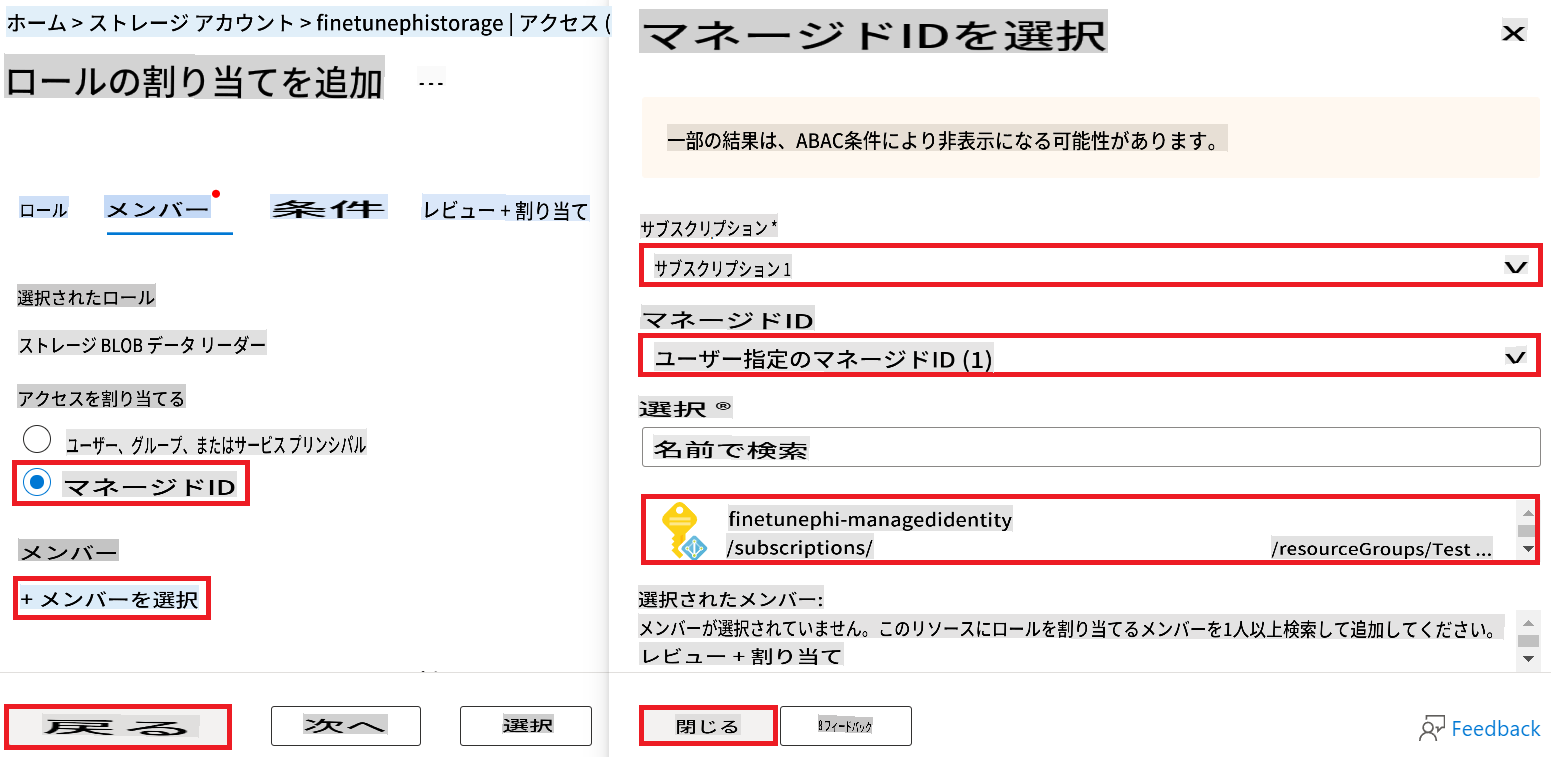 ホーム > ストレージ アカウント > finetunephistorage | アクセス (
ロールの割り当てを追加 ...
ロール メンバー 条件 レビュー + 割り当て
選択されたロール
ストレージ BLOB データ リーダー
アクセスを割り当てる
ユーザー、グループ、またはサービス プリンシパル
マネージドID
メンバー
+ メンバーを選択
戻る 次へ 選択
マネージドIDを選択 X
一部の結果は、ABAC条件により非表示になる可能性があります。
サブスクリプション *
サブスクリプション 1
マネージドID
ユーザー指定のマネージドID (1)
選択 ®
名前で検索
finetunephi-managedidentity
/subscriptions/ /resourceGroups/Test ...
選択されたメンバー:
メンバーが選択されていません。このリソースにロールを割り当てるメンバーを1人以上検索して追加してください。
レビュー + 割り当て
閉じる フィードバック Feedback